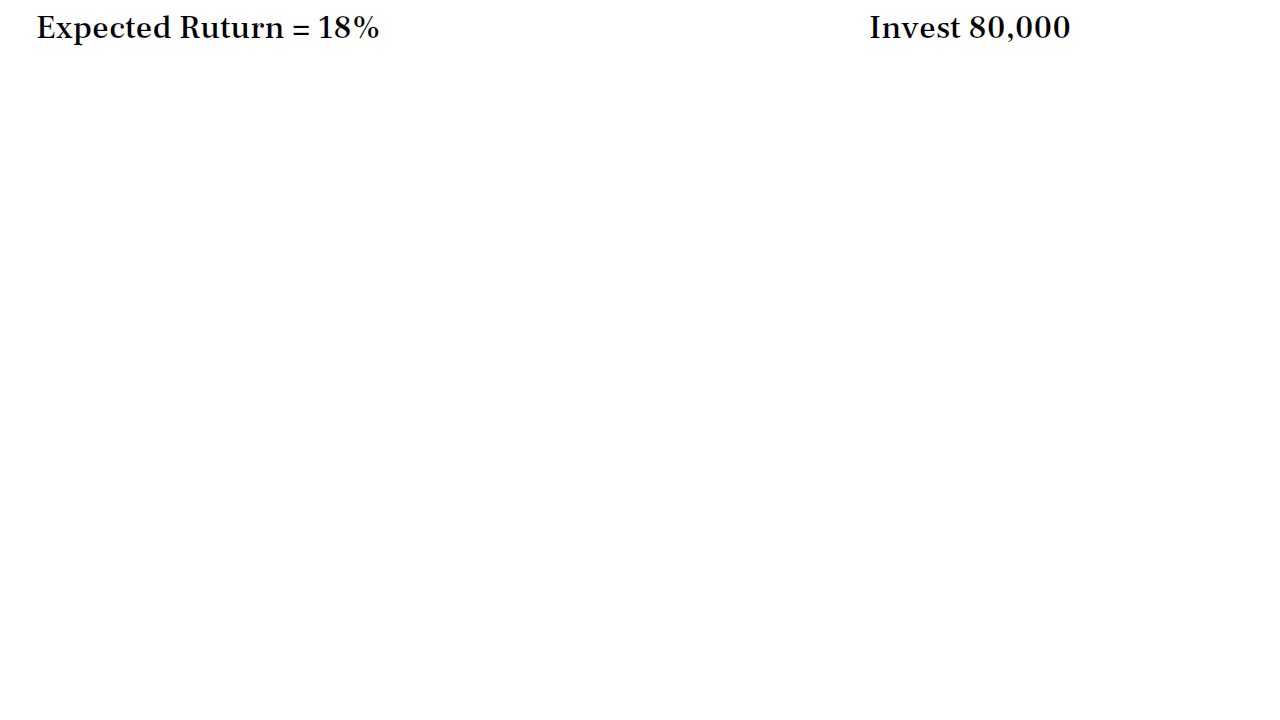 Expected Ruturn = 18%
Invest 80,000